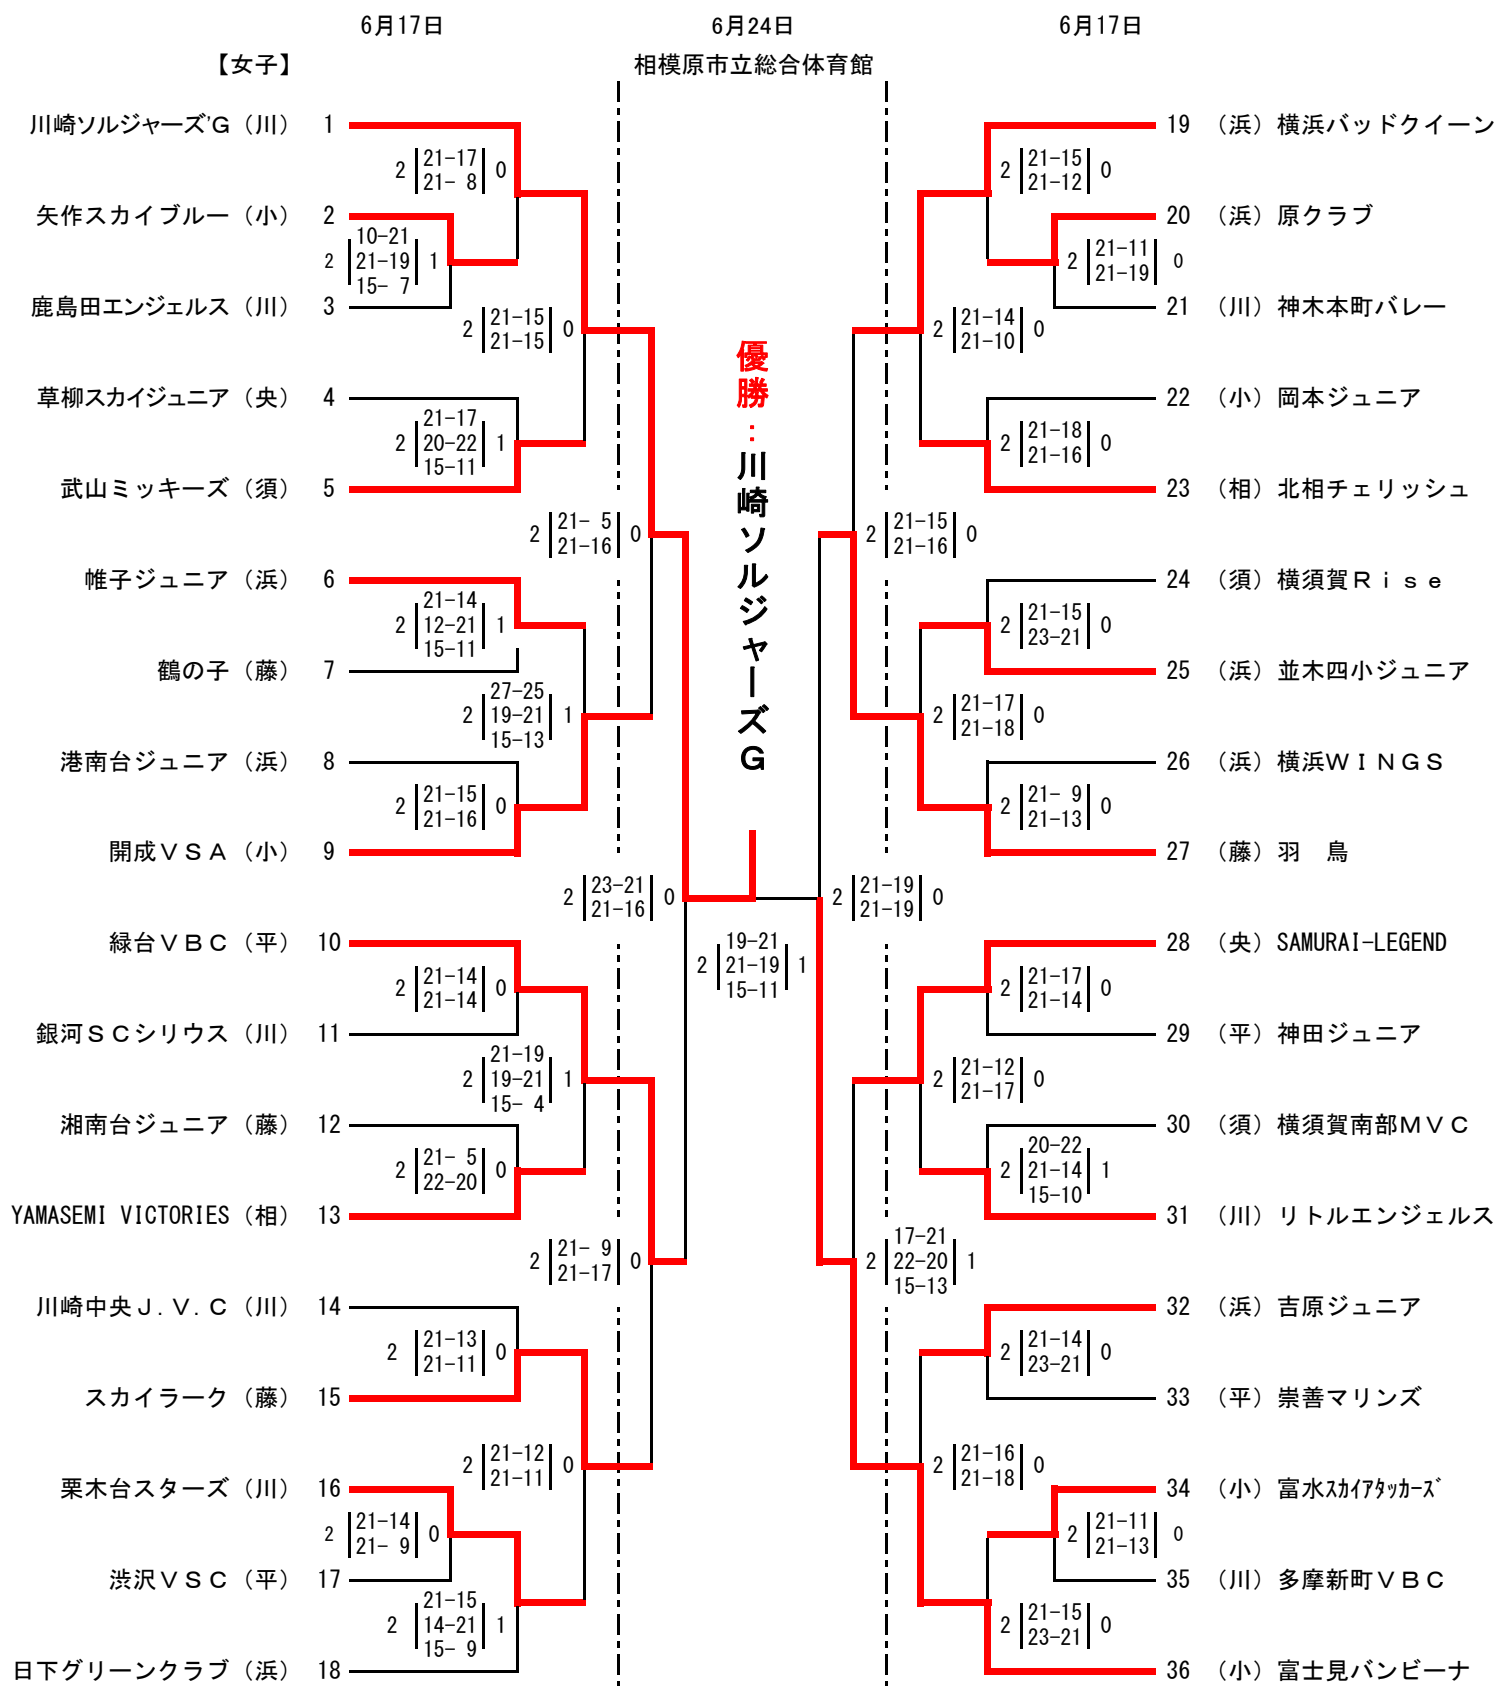 6月17日 6月24日 6月17日
【女子】 相模原市立総合体育館
川崎ソルジャーズ'G（川） 1
矢作スカイブルー（小） 2
鹿島田エンジェルス（川） 3
草柳スカイジュニア（央） 4
武山ミッキーズ（須） 5
帷子ジュニア（浜） 6
鶴の子（藤） 7
港南台ジュニア（浜） 8
開成ＶＳＡ（小） 9
緑台ＶＢＣ（平） 10
銀河ＳＣシリウス（川） 11
湘南台ジュニア（藤） 12
YAMASEMI VICTORIES（相） 13
川崎中央Ｊ．Ｖ．Ｃ（川） 14
スカイラーク（藤） 15
栗木台スターズ（川） 16
渋沢ＶＳＣ（平） 17
日下グリーンクラブ（浜） 18
2 21-17 0
21- 8
10-21
2 21-19 1
15- 7
2 21-15 0
21-15
21-17
2 20-22 1
15-11
2 21- 5 0
21-16
21-14
2 12-21 1
15-11
27-25
2 19-21 1
15-13
2 21-15 0
21-16
2 23-21 0
21-16
2 21-14 0
21-14
21-19
2 19-21 1
15- 4
2 21- 5 0
22-20
2 21- 9 0
21-17
2 21-13 0
21-11
2 21-12 0
21-11
2 21-14 0
21- 9
21-15
2 14-21 1
15- 9
優勝：川崎ソルジャーズＧ
19-21
2 21-19 1
15-11
19 （浜）横浜バッドクイーン
20 （浜）原クラブ
21 （川）神木本町バレー
22 （小）岡本ジュニア
23 （相）北相チェリッシュ
24 （須）横須賀Ｒｉｓｅ
25 （浜）並木四小ジュニア
26 （浜）横浜ＷＩＮＧＳ
27 （藤）羽　鳥
28 （央）SAMURAI-LEGEND
29 （平）神田ジュニア
30 （須）横須賀南部ＭＶＣ
31 （川）リトルエンジェルス
32 （浜）吉原ジュニア
33 （平）崇善マリンズ
34 （小）富水ｽｶｲｱﾀｯｶｰｽﾞ
35 （川）多摩新町ＶＢＣ
36 （小）富士見バンビーナ
2 21-15 0
21-12
2 21-11 0
21-19
2 21-14 0
21-10
2 21-18 0
21-16
2 21-15 0
21-16
2 21-15 0
23-21
2 21-17 0
21-18
2 21- 9 0
21-13
2 21-19 0
21-19
2 21-17 0
21-14
2 21-12 0
21-17
20-22
2 21-14 1
15-10
17-21
2 22-20 1
15-13
2 21-14 0
23-21
2 21-16 0
21-18
2 21-11 0
21-13
2 21-15 0
23-21